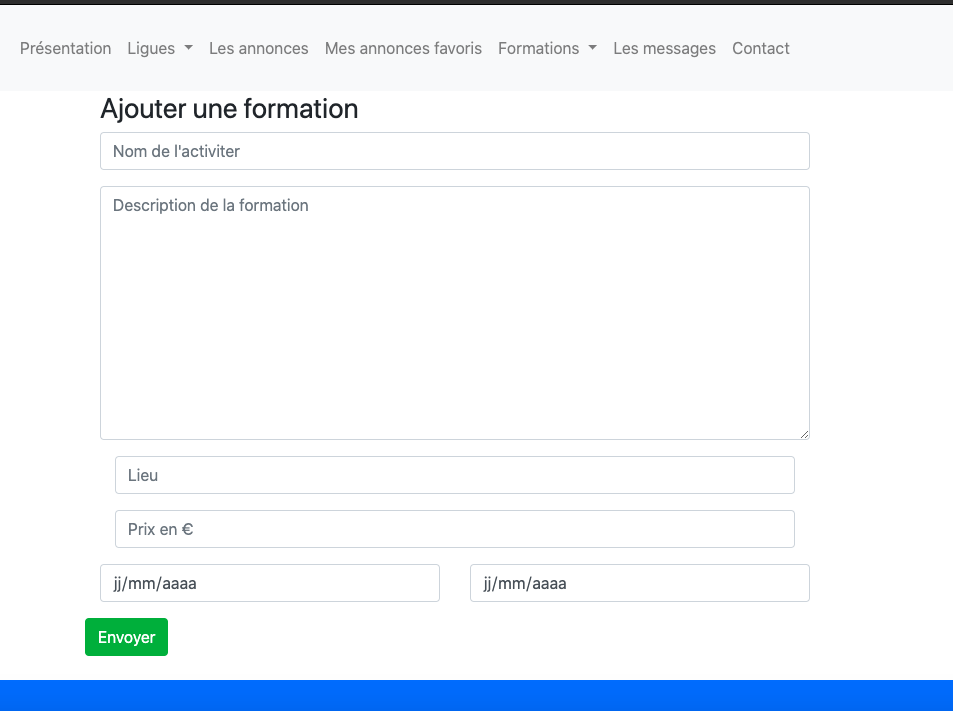 Présentation Ligues Les annonces Mes annonces favoris Formations Les messages Contact
Ajouter une formation
Nom de l'activiter
Description de la formation
Lieu
Prix en €
jj/mm/aaaa jj/mm/aaaa
Envoyer